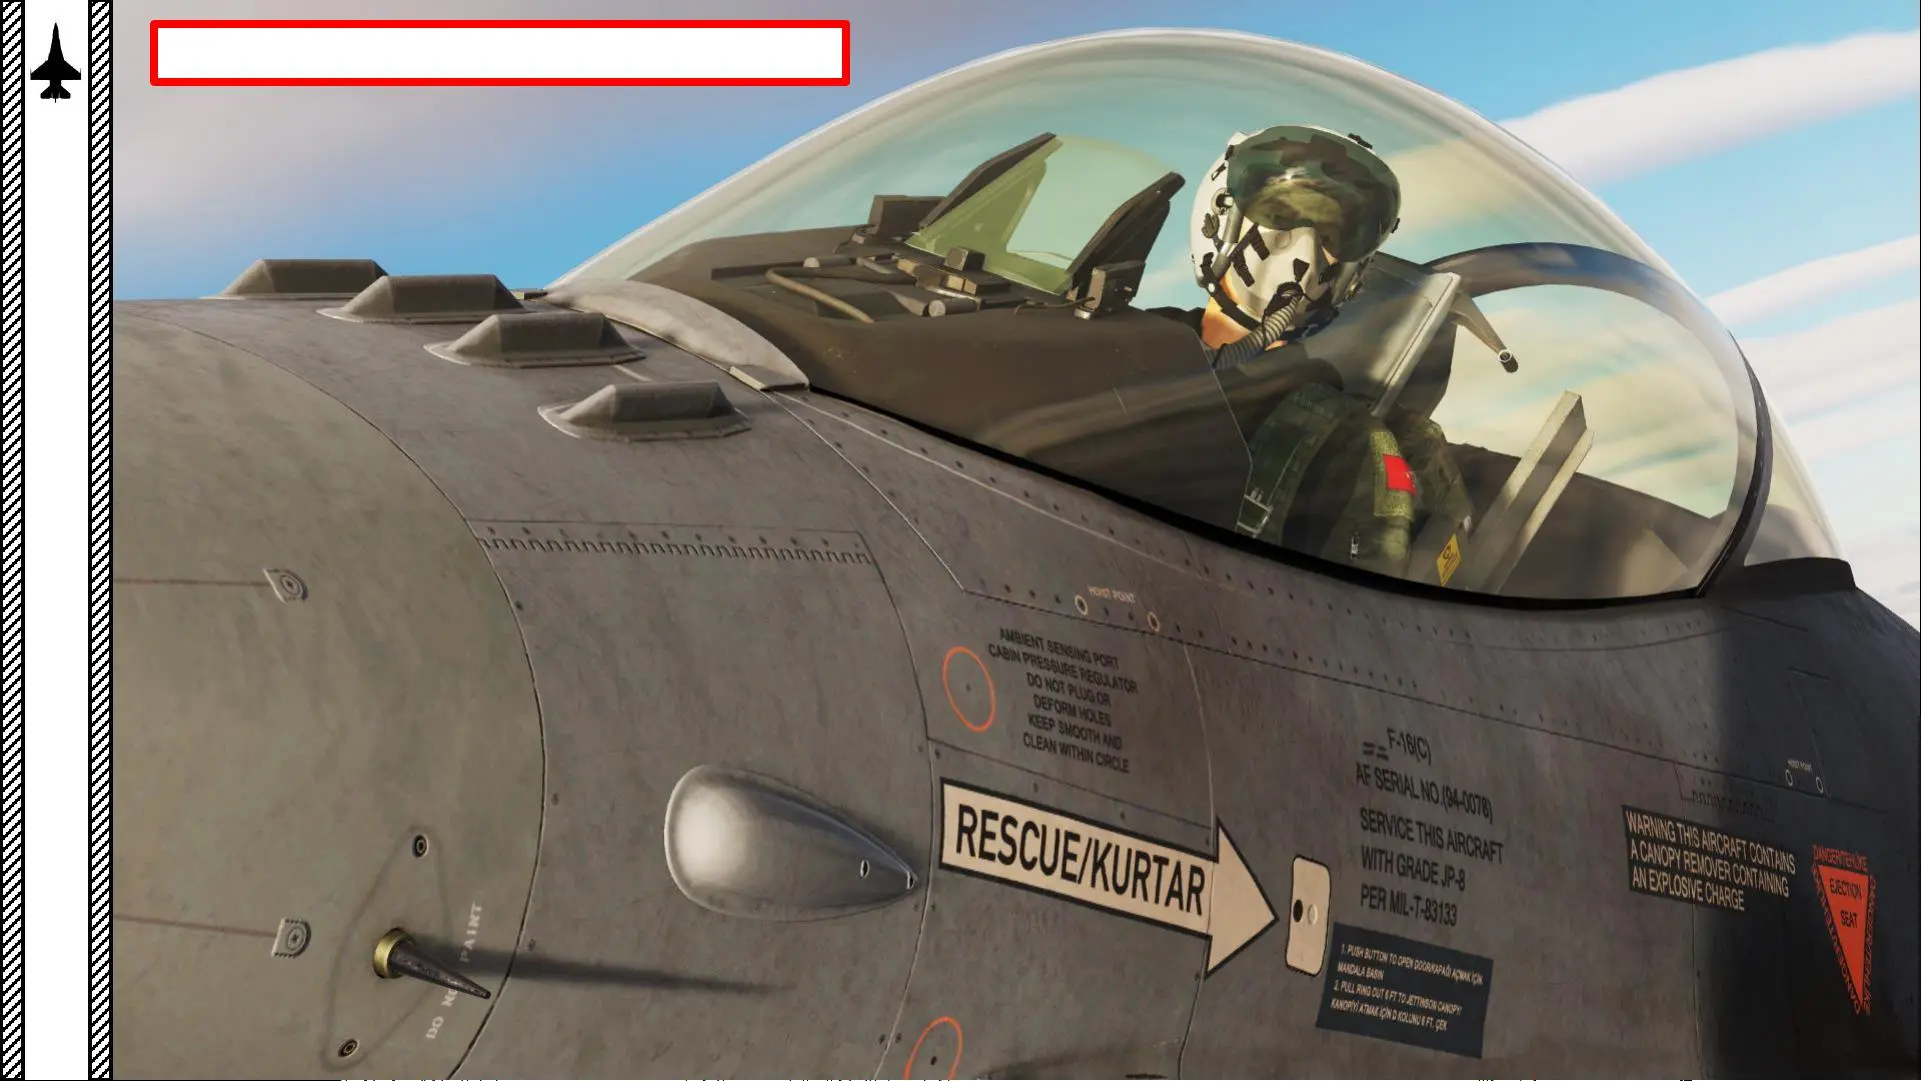 HOIST POINT
AMBIENT SENSING PORT
CABIN PRESSURE REGULATOR
DO NOT PLUG OR
DEFORM HOLES
KEEP SMOOTH AND
CLEAN WITHIN CIRCLE
F-16(C)
AF SERIAL NO.(94-0078)
SERVICE THIS AIRCRAFT
WITH GRADE JP-8
PER MIL-T-83133
RESCUE/KURTAR
1. PUSH BUTTON TO OPEN DOOR/KAPAĞI AÇMAK İÇİN
MANDALA BASIN
2. PULL RING OUT 6 FT TO JETTISON CANOPY/
KANOPİYİ ATMAK İÇİN D KOLUNU 6 FT. ÇEK
HOIST POINT
WARNING THIS AIRCRAFT CONTAINS
A CANOPY REMOVER CONTAINING
AN EXPLOSIVE CHARGE
DANGER/TEHLİKE
EJECTION
SEAT
DO NOT PAINT